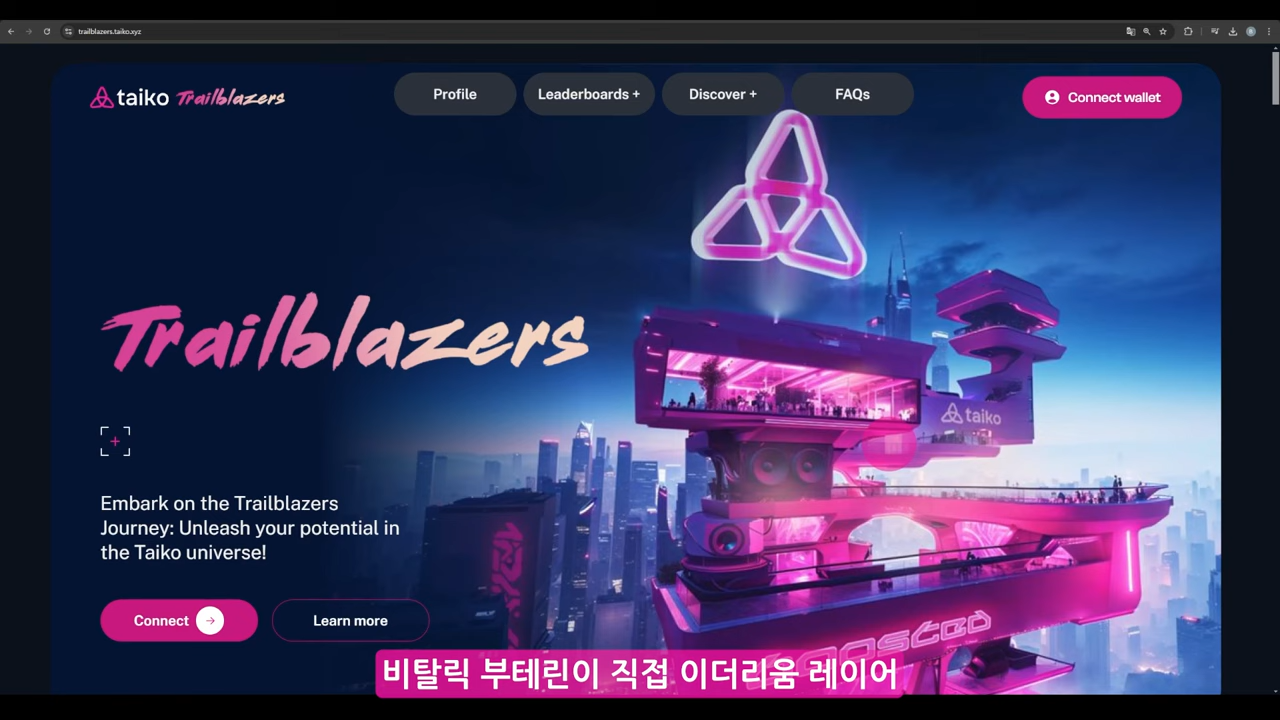 trailblazers.taiko.xyz
taiko Trailblazers
Profile
Leaderboards +
Discover +
FAQs
Connect wallet
Trailblazers
taiko
Embark on the Trailblazers
Journey: Unleash your potential in
the Taiko universe!
Connect
Learn more
비탈릭 부테린이 직접 이더리움 레이어